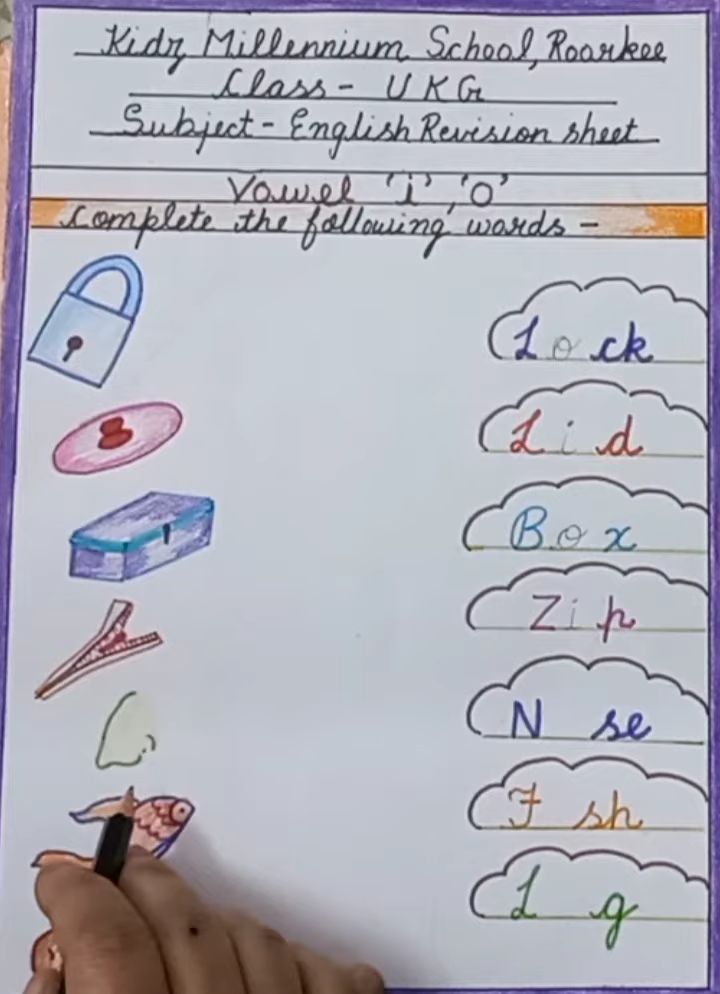 Kidz Millennium School, Roorkee
Class - UKG
Subject - English Revision sheet
Vowel 'i', 'o'
Complete the following words -
Lock
Lid
Box
Zip
N se
F sh
L g